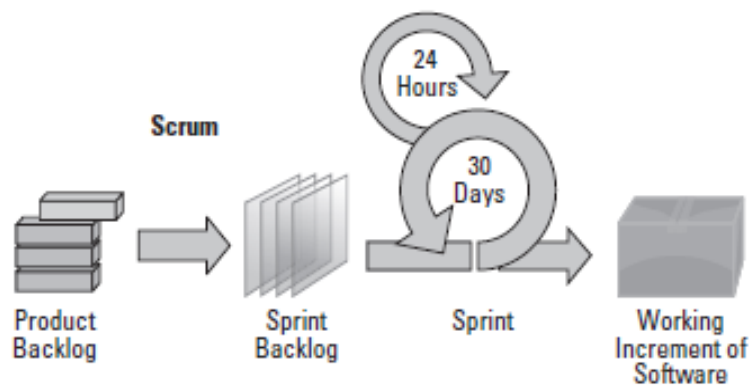 24
Hours
Scrum
30
Days
Product
Backlog
Sprint
Backlog
Sprint
Working
Increment of
Software